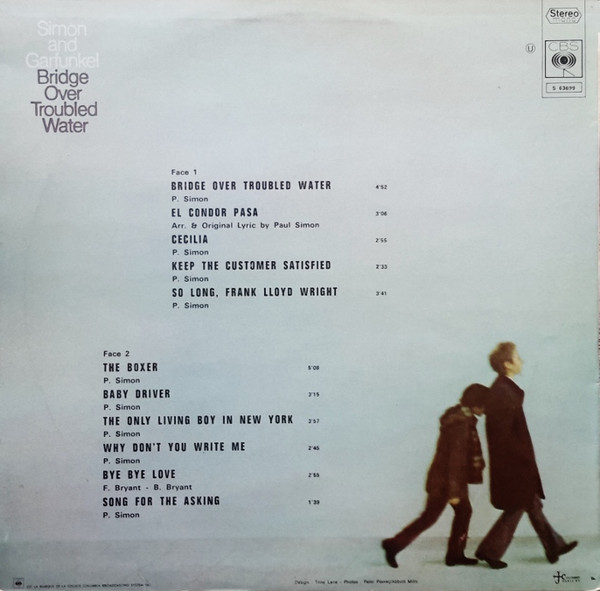 Simon
and
Garfunkel
Bridge
Over
Troubled
Water
Stereo
U
CBS
S 63699
Face 1
BRIDGE OVER TROUBLED WATER 4'52
P. Simon
EL CONDOR PASA 3'06
Arr. & Original Lyric by Paul Simon
CECILIA 2'55
P. Simon
KEEP THE CUSTOMER SATISFIED 2'33
P. Simon
SO LONG, FRANK LLOYD WRIGHT 3'41
P. Simon
Face 2
THE BOXER 5'00
P. Simon
BABY DRIVER 3'15
P. Simon
THE ONLY LIVING BOY IN NEW YORK 3'57
P. Simon
WHY DON'T YOU WRITE ME 2'45
P. Simon
BYE BYE LOVE 2'55
F. Bryant - B. Bryant
SONG FOR THE ASKING 1'39
P. Simon